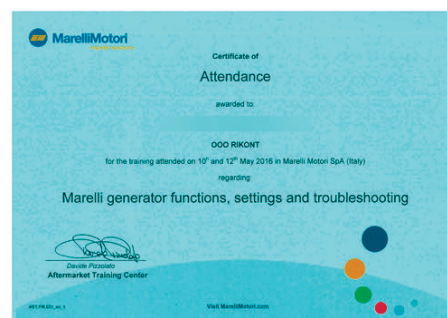 MarelliMotori
Certificate of
Attendance
awarded to:
OOO RIKONT
for the training attended on 10th and 12th May 2016 in Marelli Motori SpA (Italy)
regarding:
Marelli generator functions, settings and troubleshooting
Davide Pizzolato
Aftermarket Training Center
Visit MarelliMotori.com